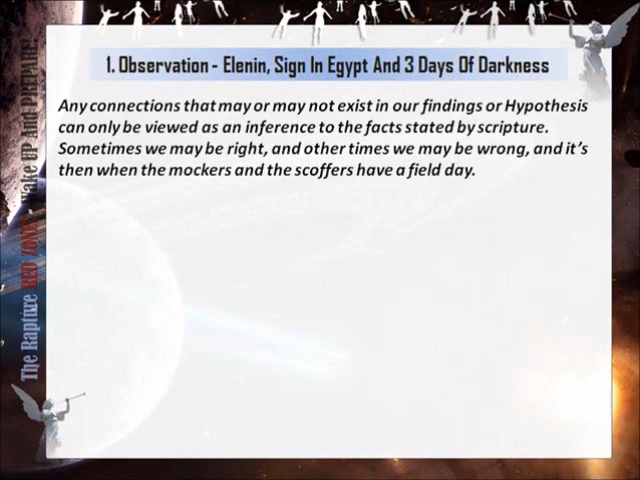 1. Observation - Elenin, Sign In Egypt And 3 Days Of Darkness
Any connections that may or may not exist in our findings or Hypothesis
can only be viewed as an inference to the facts stated by scripture.
Sometimes we may be right, and other times we may be wrong, and it's
then when the mockers and the scoffers have a field day.
The Rapture RED ZONE - Wake UP And PREPARE!